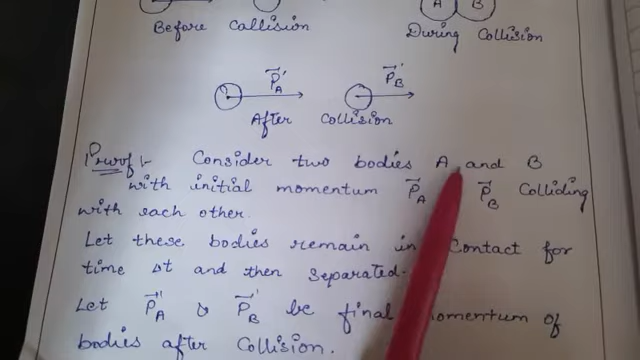 Before Collision
A B
During Collision
P⃗A' P⃗B'
After Collision
Proof :- Consider two bodies A and B
with initial momentum P⃗A P⃗B Colliding
with each other.
Let these bodies remain in Contact for
time Δt and then separated.
Let P⃗A' & P⃗B' be final momentum of
bodies after Collision.